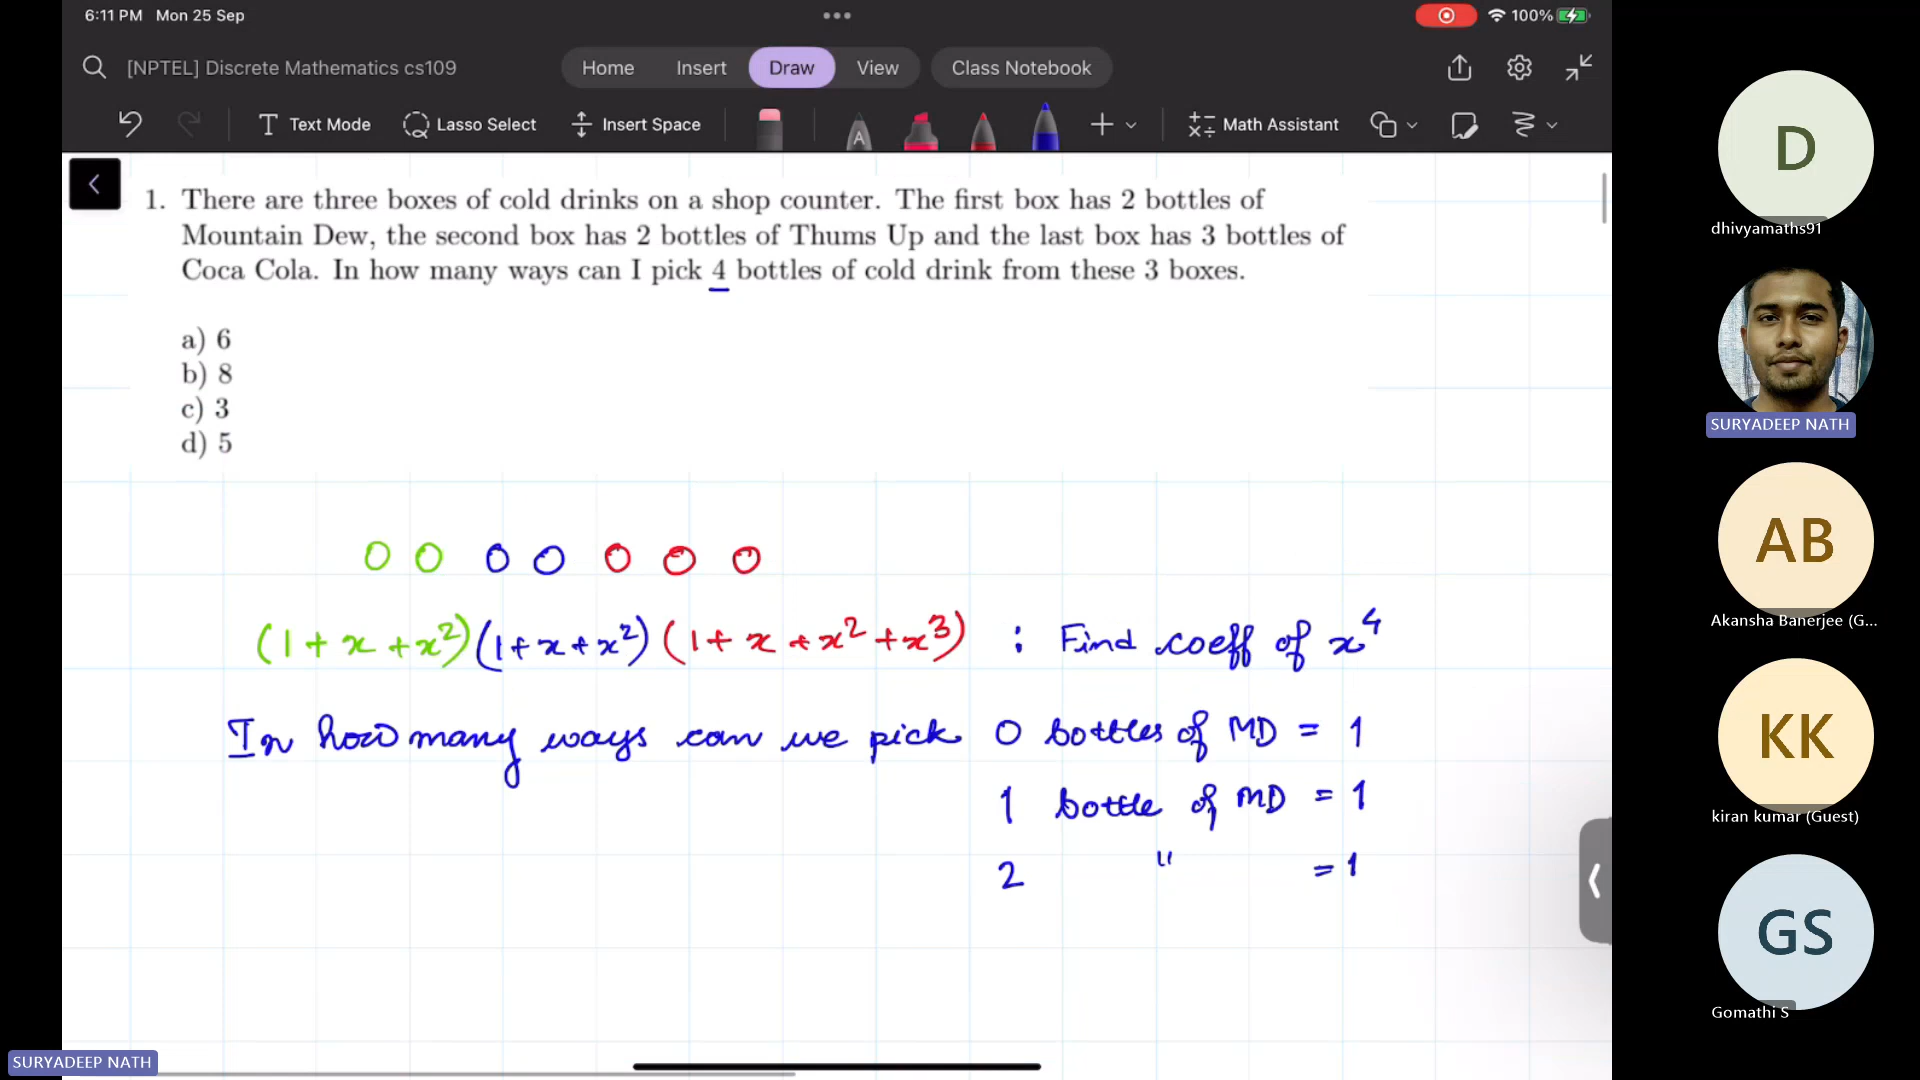 6:11 PM Mon 25 Sep
100%
[NPTEL] Discrete Mathematics cs109
Home Insert Draw View Class Notebook
Text Mode Lasso Select Insert Space A Math Assistant
1. There are three boxes of cold drinks on a shop counter. The first box has 2 bottles of
Mountain Dew, the second box has 2 bottles of Thums Up and the last box has 3 bottles of
Coca Cola. In how many ways can I pick 4 bottles of cold drink from these 3 boxes.
a) 6
b) 8
c) 3
d) 5
(1 + x + x²) (1 + x + x²) (1 + x + x² + x³) : Find coeff of x⁴
In how many ways can we pick 0 bottles of MD = 1
1 bottle of MD = 1
2 " = 1
D
dhivyamaths91
SURYADEEP NATH
AB
Akansha Banerjee (G...
KK
kiran kumar (Guest)
GS
Gomathi S
SURYADEEP NATH